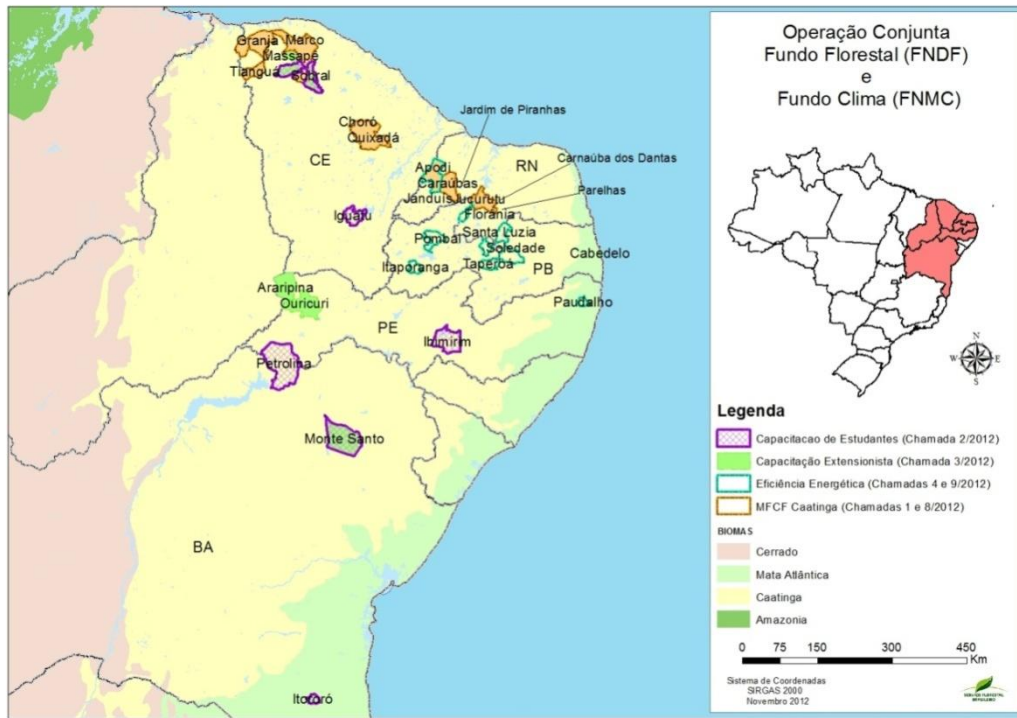 Granja
Marco
Massapê
Tianguá
Sobral
Choró
Quixadá
Jardim de Piranhas
CE
RN
Carnaúba dos Dantas
Apodi
Caraúbas
Parelhas
Janduís
Jucurutu
Iguatu
Florânia
Santa Luzia
Pombal
Soledade
Cabedelo
Itaporanga
Taperoá
PB
Araripina
Ouricuri
Paudalho
PE
Ibimirim
Petrolina
Monte Santo
BA
Itororó
Operação Conjunta
Fundo Florestal (FNDF)
e
Fundo Clima (FNMC)
N
W
E
S
Legenda
Capacitacao de Estudantes (Chamada 2/2012)
Capacitação Extensionista (Chamada 3/2012)
Eficiência Energética (Chamadas 4 e 9/2012)
MFCF Caatinga (Chamadas 1 e 8/2012)
BIOMAS
Cerrado
Mata Atlântica
Caatinga
Amazonia
0 75 150 300 450
Km
Sistema de Coordenadas
SIRGAS 2000
Novembro 2012